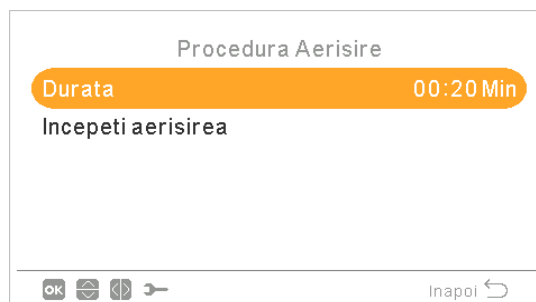 Procedura Aerisire
Durata 00:20 Min
Incepeti aerisirea
OK Inapoi